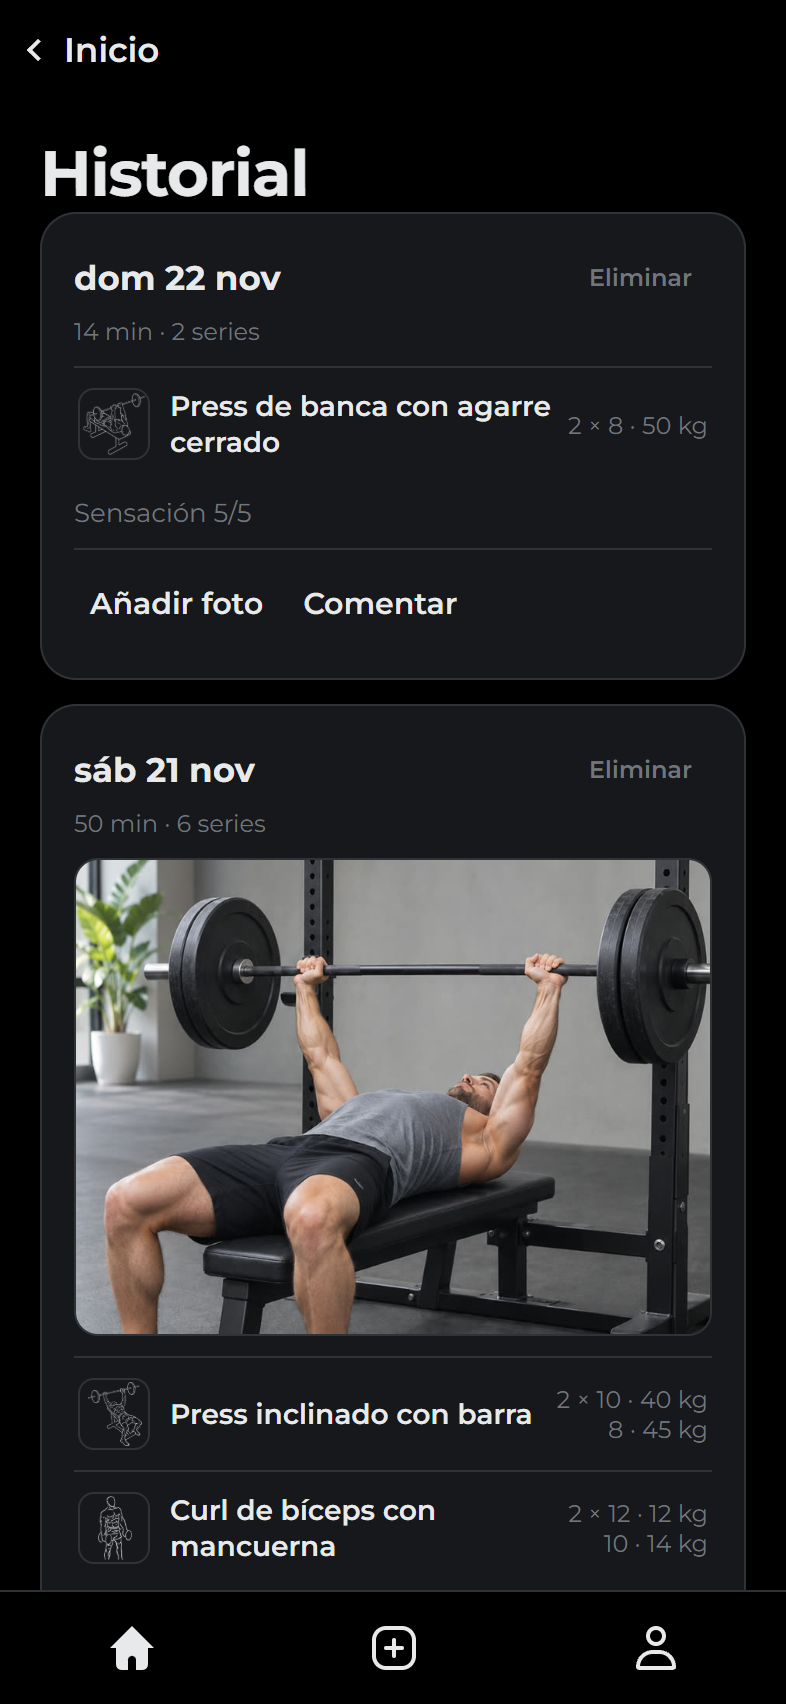 Inicio
Historial
dom 22 nov
Eliminar
14 min · 2 series
Press de banca con agarre
cerrado
2 × 8 · 50 kg
Sensación 5/5
Añadir foto
Comentar
sáb 21 nov
Eliminar
50 min · 6 series
Press inclinado con barra
2 × 10 · 40 kg
8 · 45 kg
Curl de bíceps con
mancuerna
2 × 12 · 12 kg
10 · 14 kg